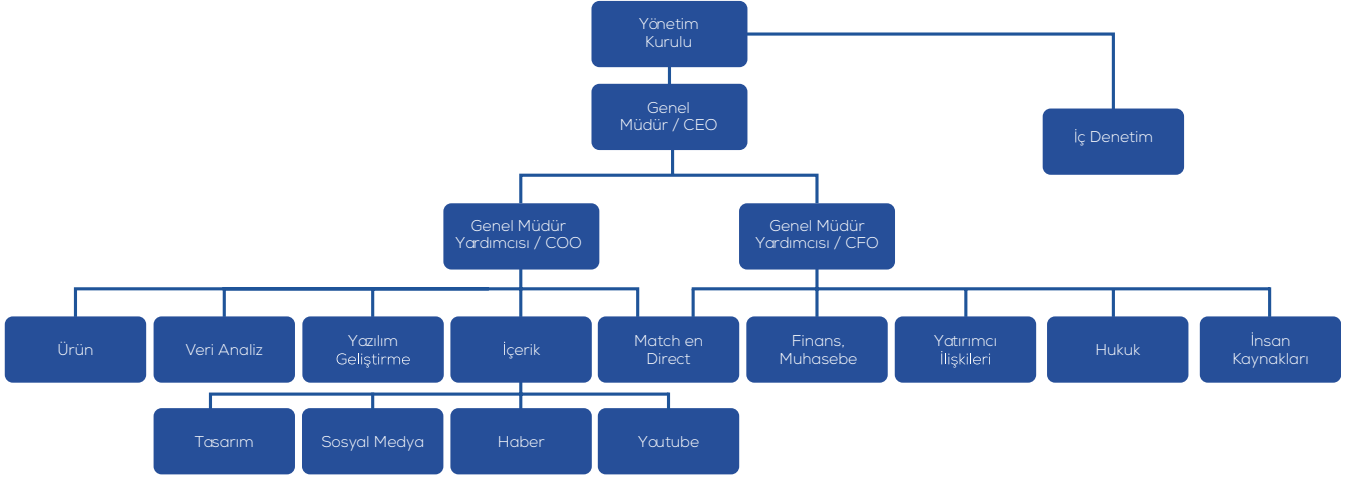 Yönetim
Kurulu
Genel
Müdür / CEO
İç Denetim
Genel Müdür
Yardımcısı / COO
Genel Müdür
Yardımcısı / CFO
Ürün
Veri Analiz
Yazılım
Geliştirme
İçerik
Match en
Direct
Finans,
Muhasebe
Yatırımcı
İlişkileri
Hukuk
İnsan
Kaynakları
Tasarım
Sosyal Medya
Haber
Youtube